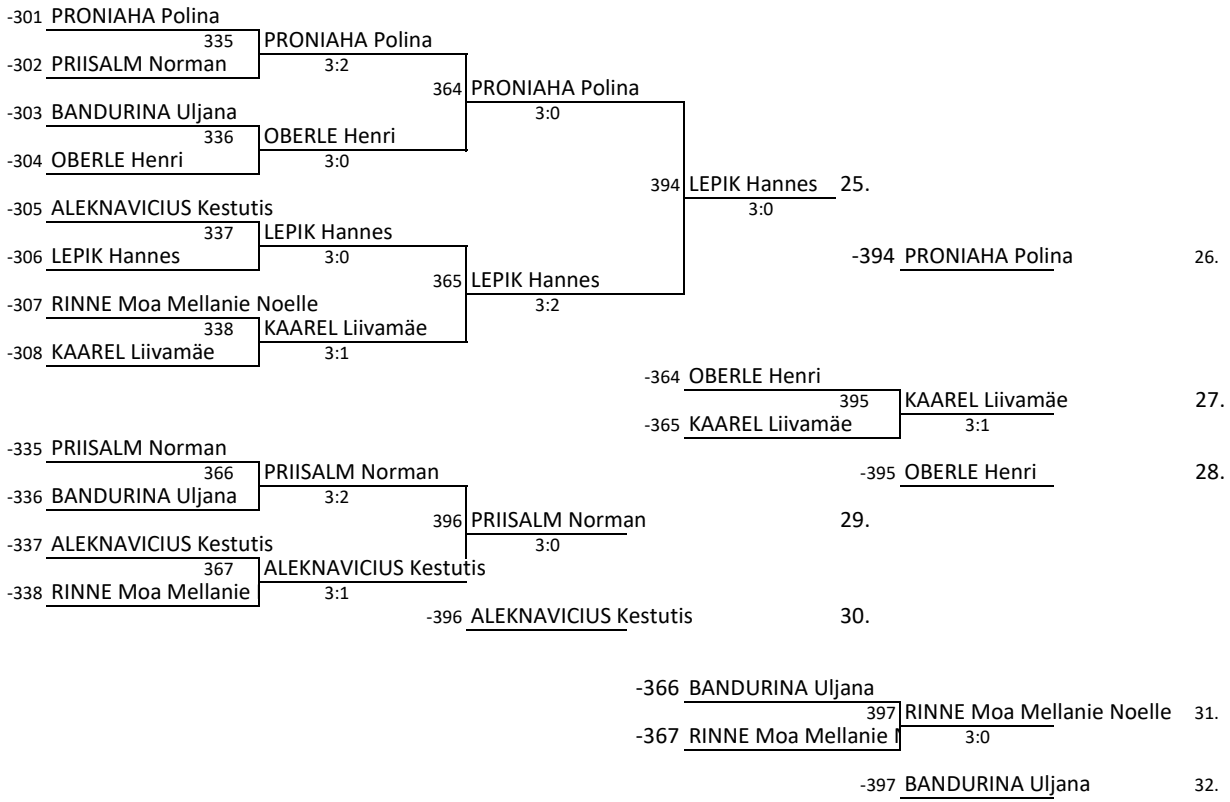 -301 PRONIAHA Polina
335 PRONIAHA Polina
-302 PRIISALM Norman 3:2
364 PRONIAHA Polina
-303 BANDURINA Uljana 3:0
336 OBERLE Henri
-304 OBERLE Henri 3:0
394 LEPIK Hannes 25.
-305 ALEKNAVICIUS Kestutis 3:0
337 LEPIK Hannes
-306 LEPIK Hannes 3:0 -394 PRONIAHA Polina 26.
365 LEPIK Hannes
-307 RINNE Moa Mellanie Noelle 3:2
338 KAAREL Liivamäe
-308 KAAREL Liivamäe 3:1
-364 OBERLE Henri
395 KAAREL Liivamäe 27.
-365 KAAREL Liivamäe 3:1
-335 PRIISALM Norman
366 PRIISALM Norman -395 OBERLE Henri 28.
-336 BANDURINA Uljana 3:2
396 PRIISALM Norman 29.
-337 ALEKNAVICIUS Kestutis 3:0
367 ALEKNAVICIUS Kestutis
-338 RINNE Moa Mellanie 3:1
-396 ALEKNAVICIUS Kestutis 30.
-366 BANDURINA Uljana
397 RINNE Moa Mellanie Noelle 31.
-367 RINNE Moa Mellanie 3:0
-397 BANDURINA Uljana 32.